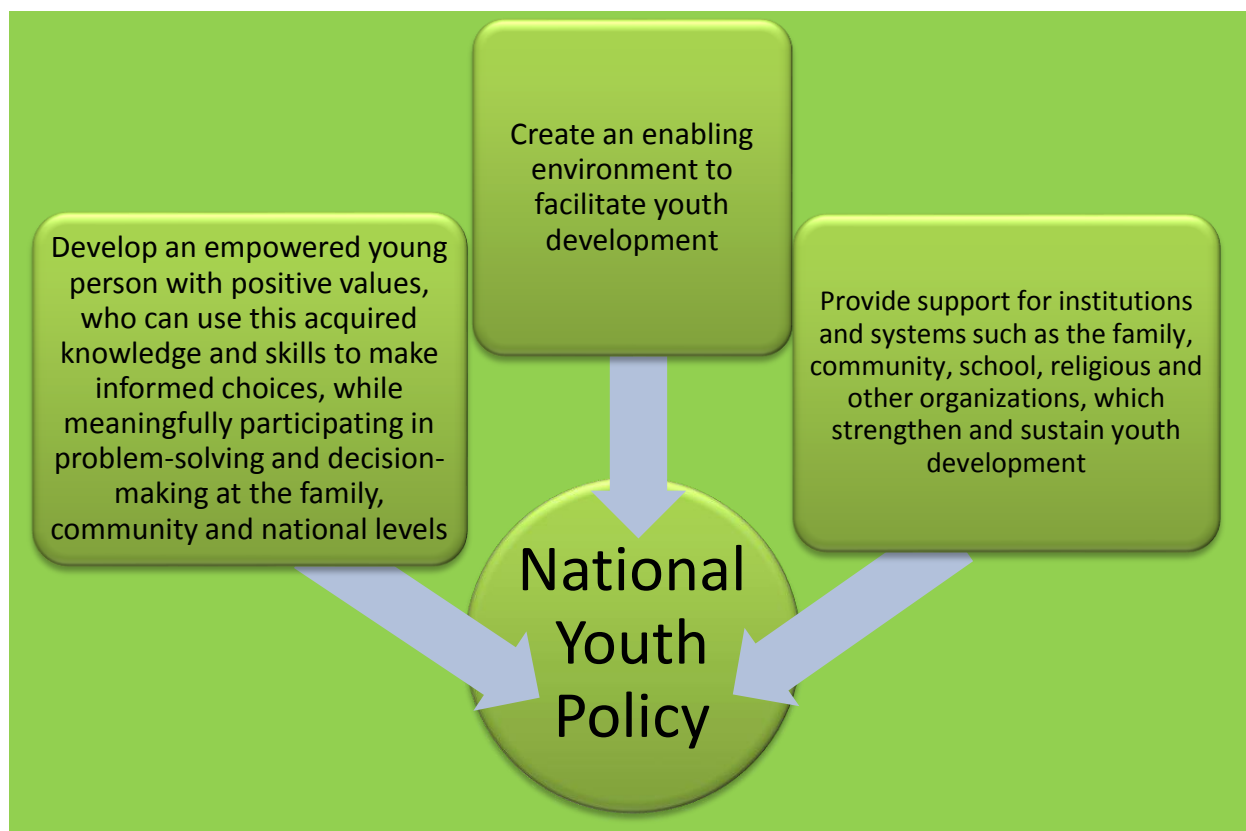 Develop an empowered young
person with positive values,
who can use this acquired
knowledge and skills to make
informed choices, while
meaningfully participating in
problem-solving and decision-
making at the family,
community and national levels
Create an enabling
environment to
facilitate youth
development
Provide support for institutions
and systems such as the family,
community, school, religious and
other organizations, which
strengthen and sustain youth
development
National
Youth
Policy